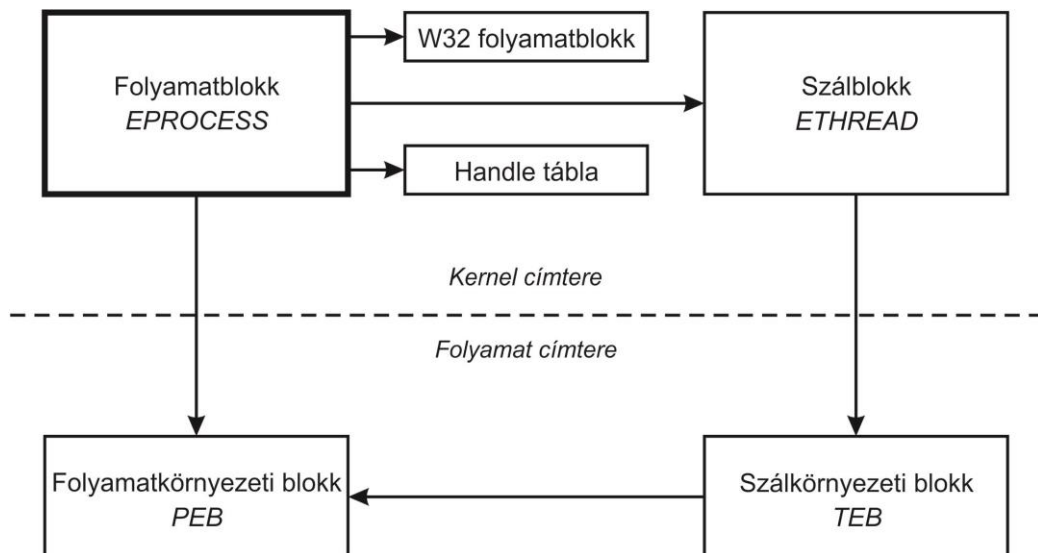 W32 folyamatblokk
Folyamatblokk
EPROCESS
Szálblokk
ETHREAD
Handle tábla
Kernel címtere
Folyamat címtere
Folyamatkörnyezeti blokk
PEB
Szálkörnyezeti blokk
TEB